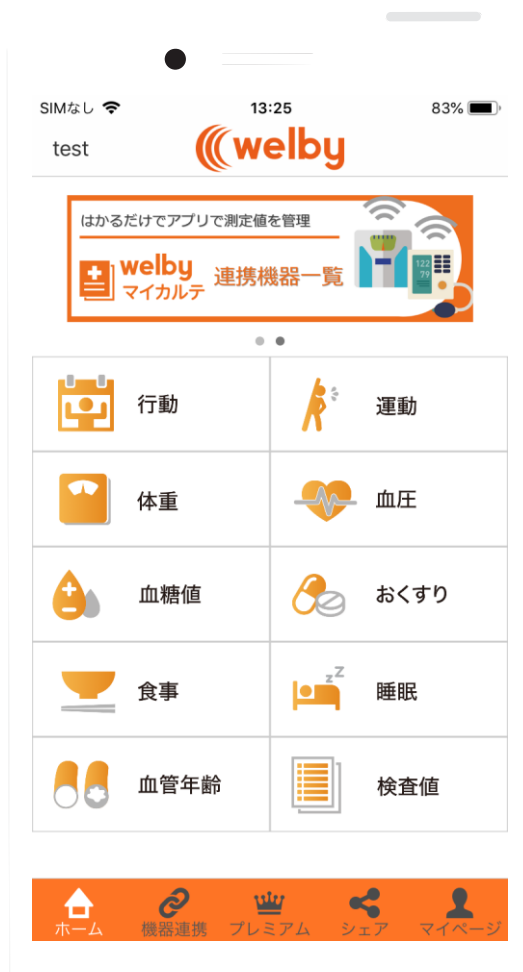 SIMなし 13:25 83%
test welby
はかるだけでアプリで測定値を管理
welby
マイカルテ 連携機器一覧
122
79
行動 運動
体重 血圧
血糖値 おくすり
食事 z Z 睡眠
血管年齢 検査値
ホーム 機器連携 プレミアム シェア マイページ